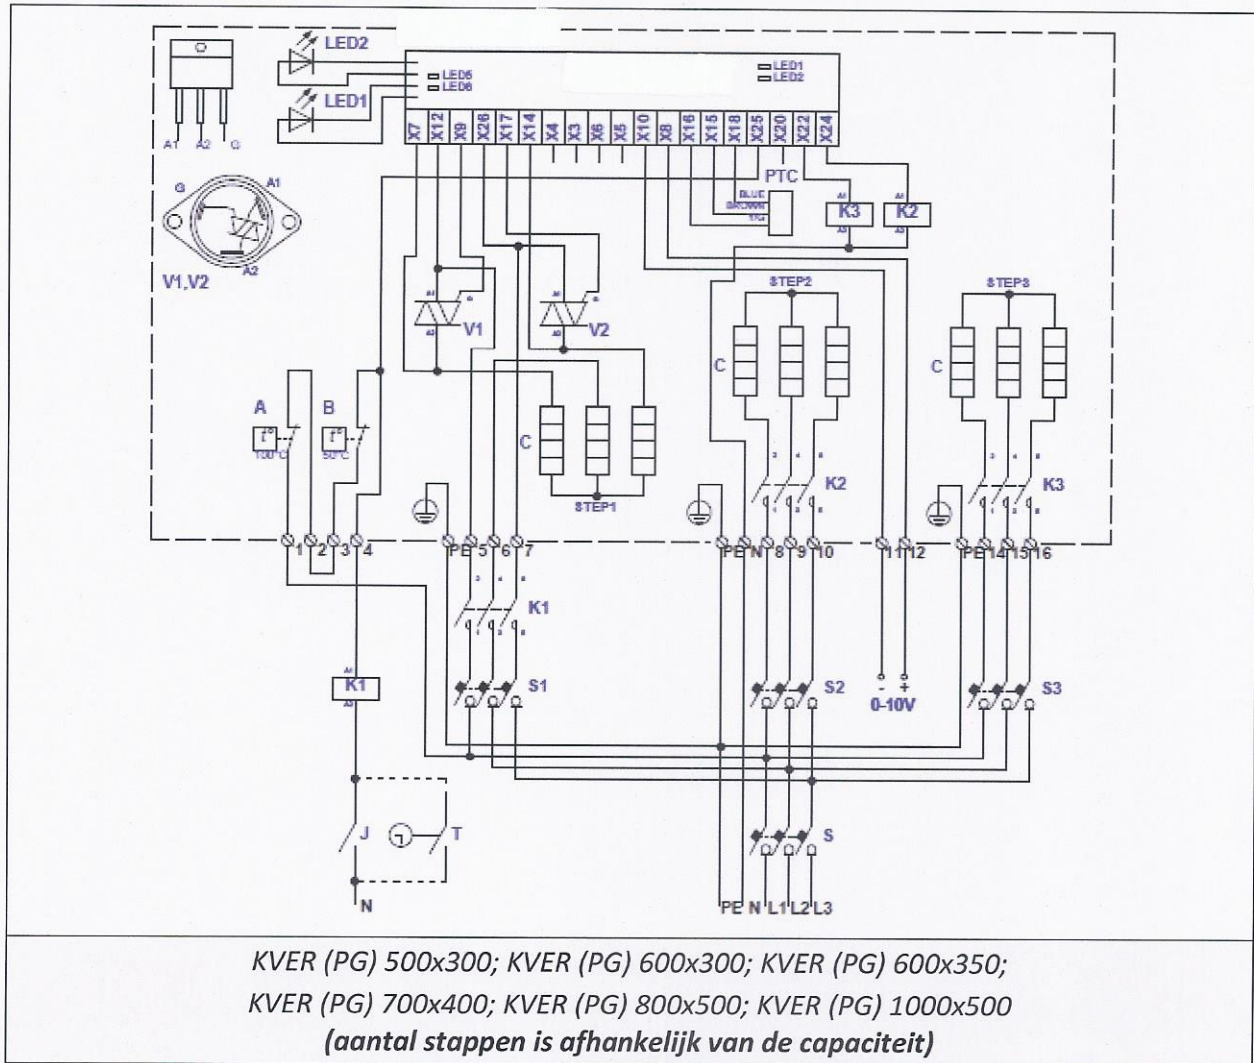 LED2
LED5
LED6
LED1
LED1
LED2
X7 X12 X9 X26 X17 X14 X4 X3 X6 X5 X10 X8 X16 X15 X18 X25 X20 X22 X24
A1 A2 G
PTC
BLUE
BROWN
A1 A1
K3 K2
G A1
A2
V1,V2
A1 G
V1
A1 G
V2
STEP2
STEP3
C
C
A
t°
100°C
B
t°
50°C
C
STEP1
K2
K3
1 2 3 4 PE 5 6 7 PE N 8 9 10 11 12 PE 14 15 16
K1
A1
K1
S1
S2
- +
0-10V
S3
J
T
S
N
PE N L1 L2 L3
KVER (PG) 500x300; KVER (PG) 600x300; KVER (PG) 600x350;
KVER (PG) 700x400; KVER (PG) 800x500; KVER (PG) 1000x500
(aantal stappen is afhankelijk van de capaciteit)